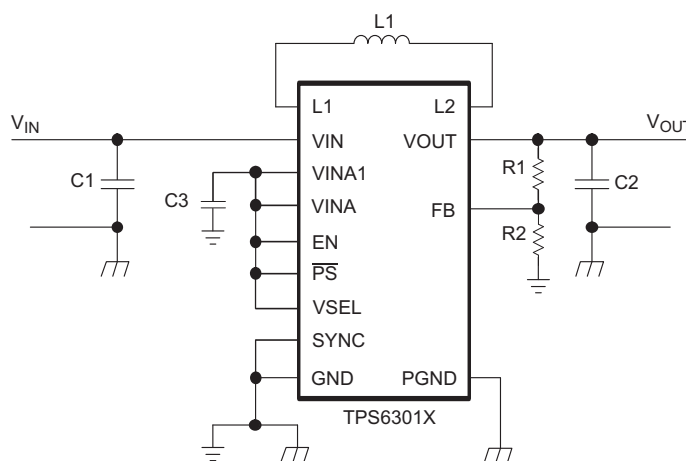 L1
L1 L2
V_IN V_OUT
VIN VOUT
C1 VINA1 R1 C2
C3 VINA FB
EN R2
P̅S̅
VSEL
SYNC
GND PGND
TPS6301X